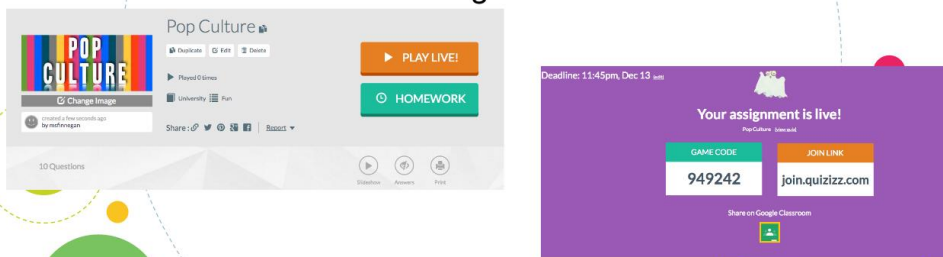 Pop Culture
POP
CULTURE
Change Image
created a few seconds ago
Duplicate Edit Delete
Played 0 times
University Fun
Share: Report
PLAY LIVE!
HOMEWORK
10 Questions
Slideshow Answers Print
Deadline: 11:45pm, Dec 13
Your assignment is live!
Pop Culture
GAME CODE
949242
JOIN LINK
join.quizizz.com
Share on Google Classroom